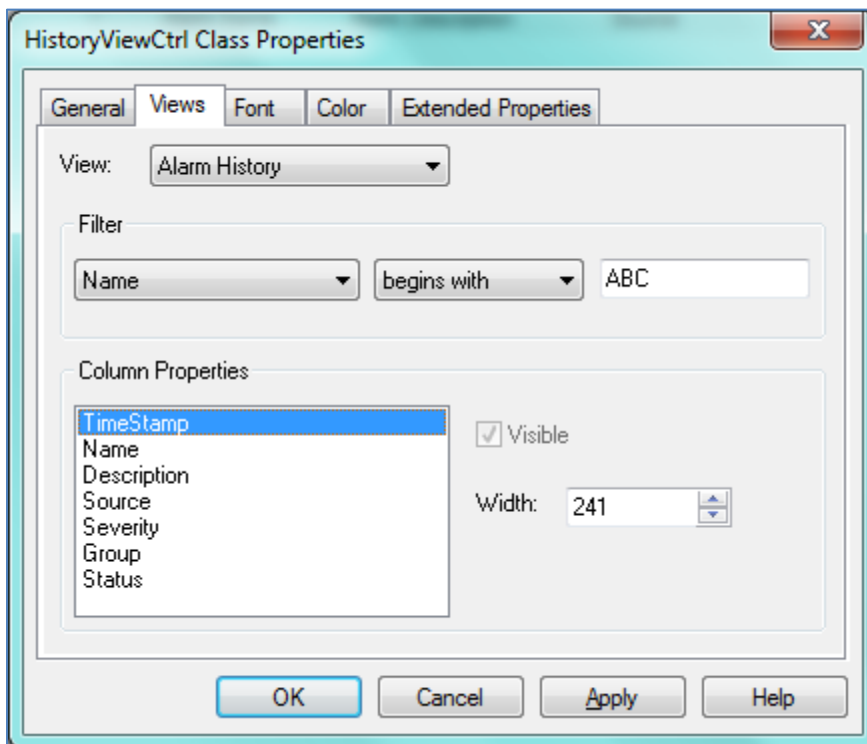 HistoryViewCtrl Class Properties
General Views Font Color Extended Properties
View: Alarm History
Filter
Name begins with ABC
Column Properties
TimeStamp
Name
Description
Source
Severity
Group
Status
Visible
Width: 241
OK Cancel Apply Help